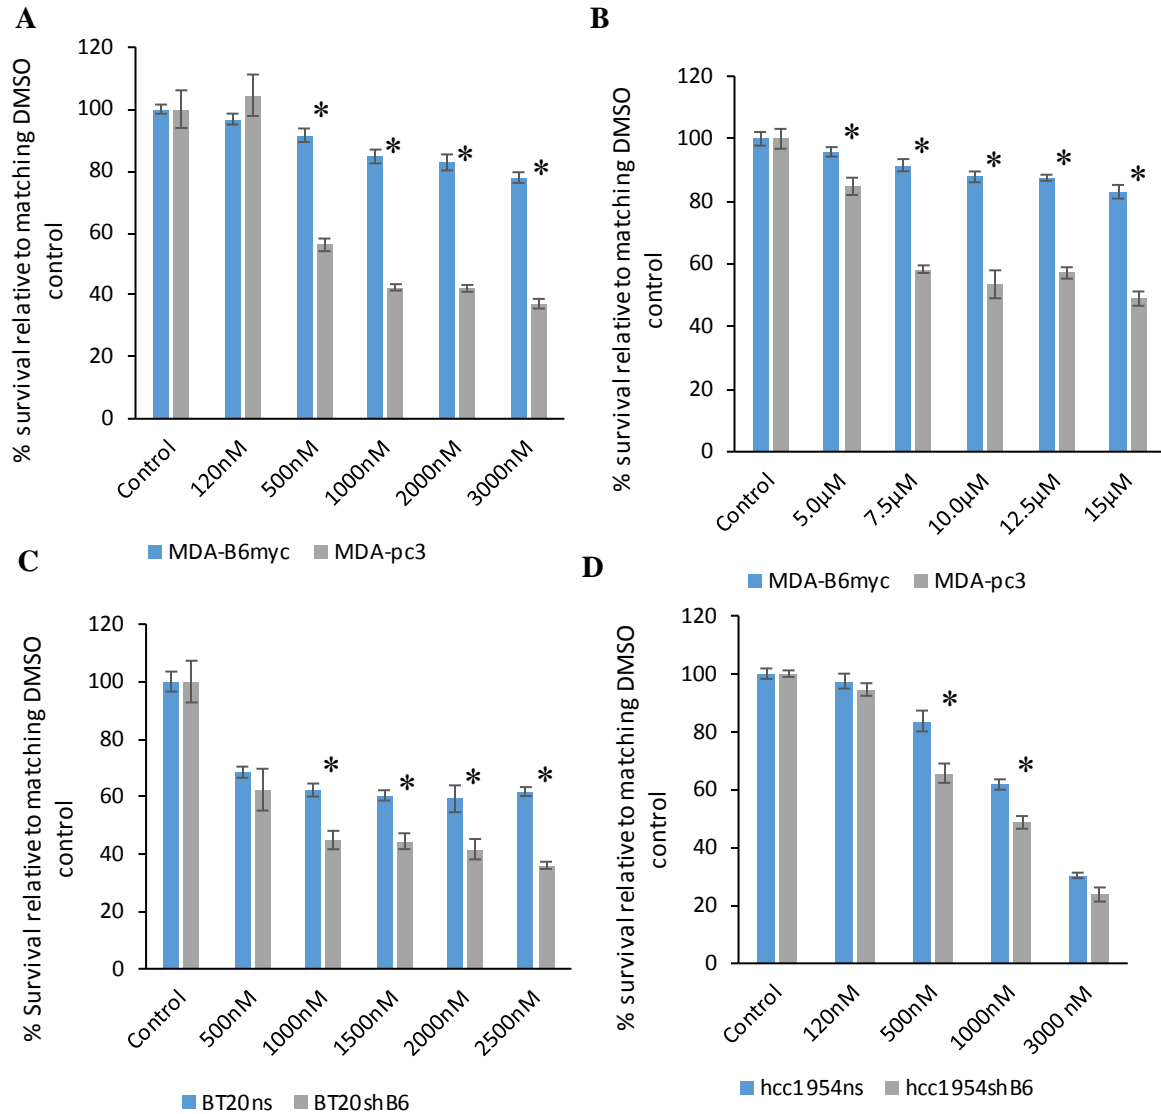 A
% survival relative to matching DMSO
control
120
100
80
60
40
20
0
*
*
*
*
Control
120nM
500nM
1000nM
2000nM
3000nM
MDA-B6myc MDA-pc3
B
% survival relative to matching DMSO
control
120
100
80
60
40
20
0
*
*
*
*
*
Control
5.0µM
7.5µM
10.0µM
12.5µM
15µM
MDA-B6myc MDA-pc3
C
% Survival relative to matching DMSO
control
120
100
80
60
40
20
0
*
*
*
*
Control
500nM
1000nM
1500nM
2000nM
2500nM
BT20ns BT20shB6
D
% survival relative to matching DMSO
control
120
100
80
60
40
20
0
*
*
Control
120nM
500nM
1000nM
3000 nM
hcc1954ns hcc1954shB6